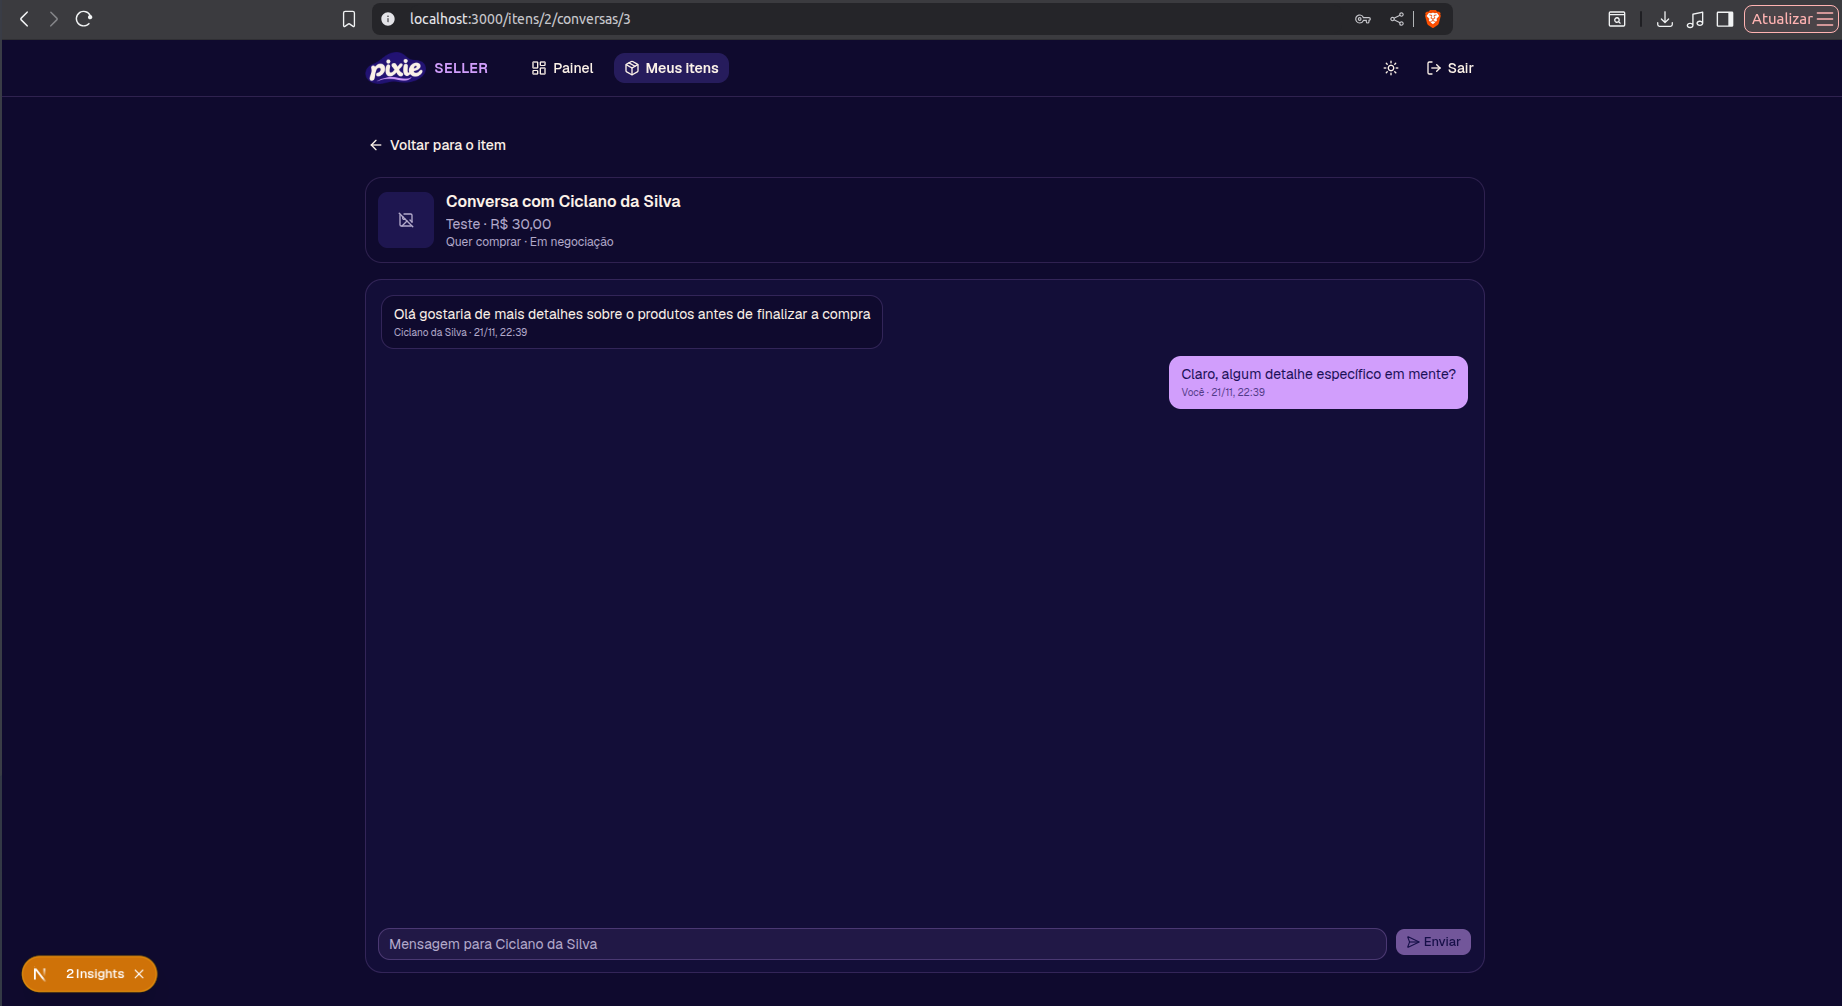 localhost:3000/itens/2/conversas/3
Atualizar
pixie SELLER
Painel
Meus itens
Sair
Voltar para o item
Conversa com Ciclano da Silva
Teste · R$ 30,00
Quer comprar · Em negociação
Olá gostaria de mais detalhes sobre o produtos antes de finalizar a compra
Ciclano da Silva · 21/11, 22:39
Claro, algum detalhe específico em mente?
Você · 21/11, 22:39
Mensagem para Ciclano da Silva
Enviar
N 2 Insights